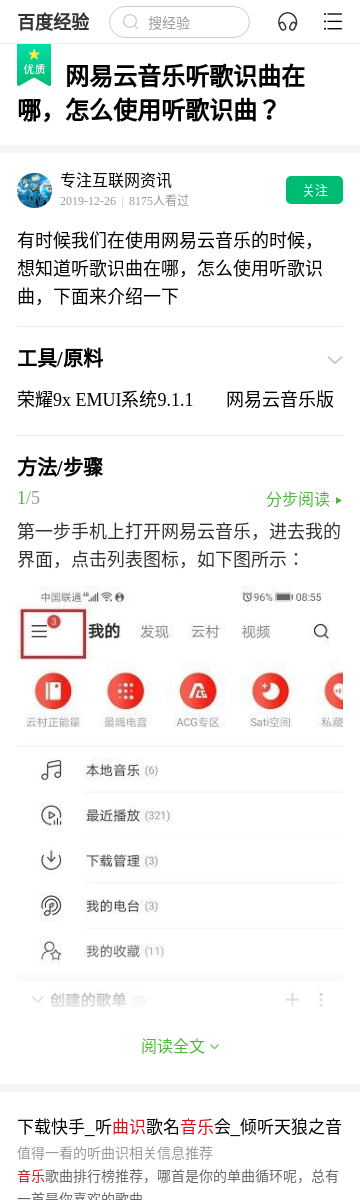 百度经验
搜经验
优质
网易云音乐听歌识曲在
哪，怎么使用听歌识曲？
专注互联网资讯
2019-12-26 | 8175人看过
关注
有时候我们在使用网易云音乐的时候，
想知道听歌识曲在哪，怎么使用听歌识
曲，下面来介绍一下
工具/原料
荣耀9x EMUI系统9.1.1 网易云音乐版
方法/步骤
1/5
分步阅读
第一步手机上打开网易云音乐，进去我的
界面，点击列表图标，如下图所示：
中国联通 96% 08:55
3
我的 发现 云村 视频
云村正能量 最嗨电音 ACG专区 Sati空间 私藏
本地音乐 (6)
最近播放 (321)
下载管理 (3)
我的电台 (3)
我的收藏 (11)
创建的歌单 (3)
阅读全文
下载快手_听曲识歌名音乐会_倾听天狼之音
值得一看的听曲识相关信息推荐
音乐歌曲排行榜推荐，哪首是你的单曲循环呢，总有
一首是你喜欢的歌曲